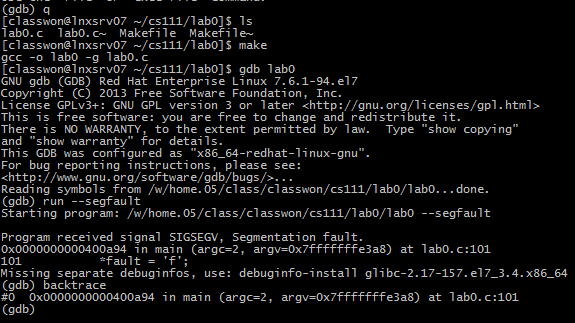 (gdb) q
[classwon@lnxsrv07 ~/cs111/lab0]$ ls
lab0.c lab0.c~ Makefile Makefile~
[classwon@lnxsrv07 ~/cs111/lab0]$ make
gcc -o lab0 -g lab0.c
[classwon@lnxsrv07 ~/cs111/lab0]$ gdb lab0
GNU gdb (GDB) Red Hat Enterprise Linux 7.6.1-94.el7
Copyright (C) 2013 Free Software Foundation, Inc.
License GPLv3+: GNU GPL version 3 or later <http://gnu.org/licenses/gpl.html>
This is free software: you are free to change and redistribute it.
There is NO WARRANTY, to the extent permitted by law. Type "show copying"
and "show warranty" for details.
This GDB was configured as "x86_64-redhat-linux-gnu".
For bug reporting instructions, please see:
<http://www.gnu.org/software/gdb/bugs/>...
Reading symbols from /w/home.05/class/classwon/cs111/lab0/lab0...done.
(gdb) run --segfault
Starting program: /w/home.05/class/classwon/cs111/lab0/lab0 --segfault
Program received signal SIGSEGV, Segmentation fault.
0x0000000000400a94 in main (argc=2, argv=0x7fffffffe3a8) at lab0.c:101
101 *fault = 'f';
Missing separate debuginfos, use: debuginfo-install glibc-2.17-157.el7_3.4.x86_64
(gdb) backtrace
#0 0x0000000000400a94 in main (argc=2, argv=0x7fffffffe3a8) at lab0.c:101
(gdb)